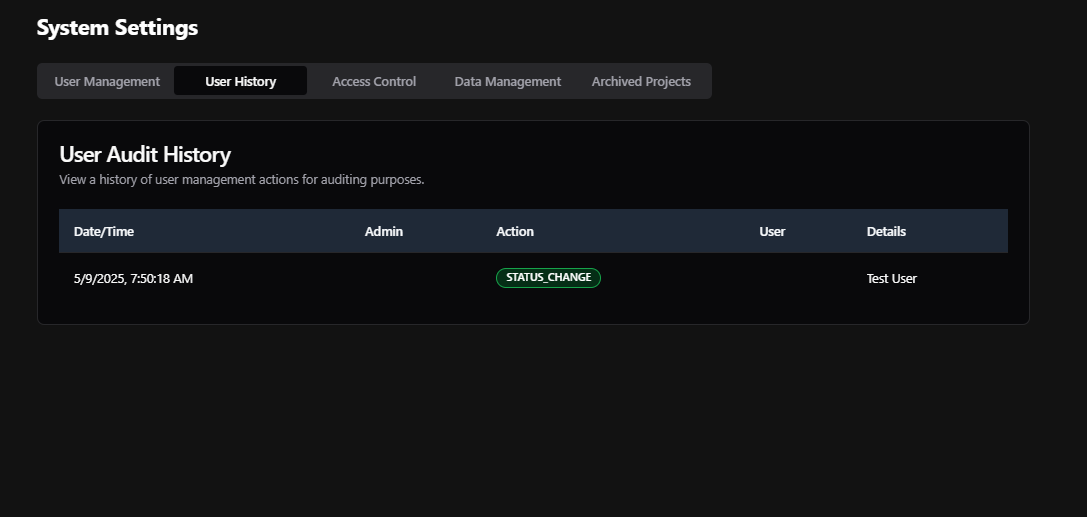 System Settings
User Management User History Access Control Data Management Archived Projects
User Audit History
View a history of user management actions for auditing purposes.
Date/Time Admin Action User Details
5/9/2025, 7:50:18 AM STATUS_CHANGE Test User